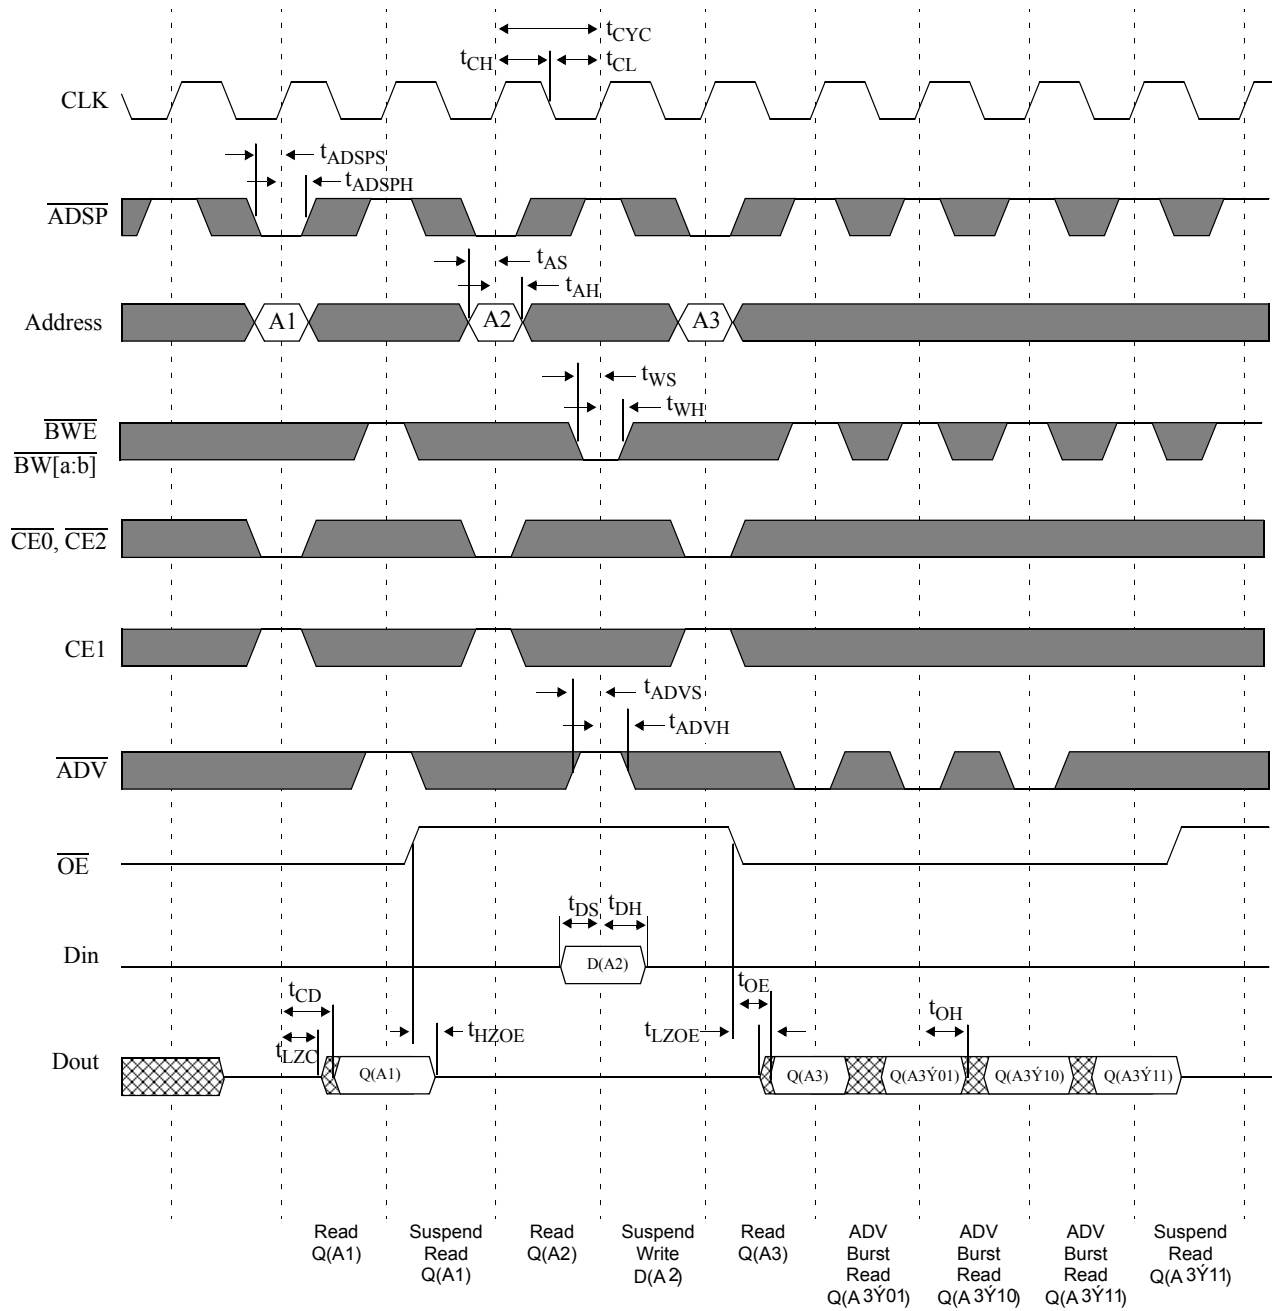 tCYC
tCH
tCL
CLK
tADSPS
tADSPH
ADSP
tAS
tAH
Address
A1
A2
A3
tWS
tWH
BWE
BW[a:b]
CE0, CE2
CE1
tADVS
tADVH
ADV
OE
tDS
tDH
Din
D(A2)
tCD
tOE
tOH
tLZC
tHZOE
tLZOE
Dout
Q(A1)
Q(A3)
Q(A3Ý01)
Q(A3Ý10)
Q(A3Ý11)
Read
Q(A1)
Suspend
Read
Q(A1)
Read
Q(A2)
Suspend
Write
D(A2)
Read
Q(A3)
ADV
Burst
Read
Q(A3Ý01)
ADV
Burst
Read
Q(A3Ý10)
ADV
Burst
Read
Q(A3Ý11)
Suspend
Read
Q(A3Ý11)